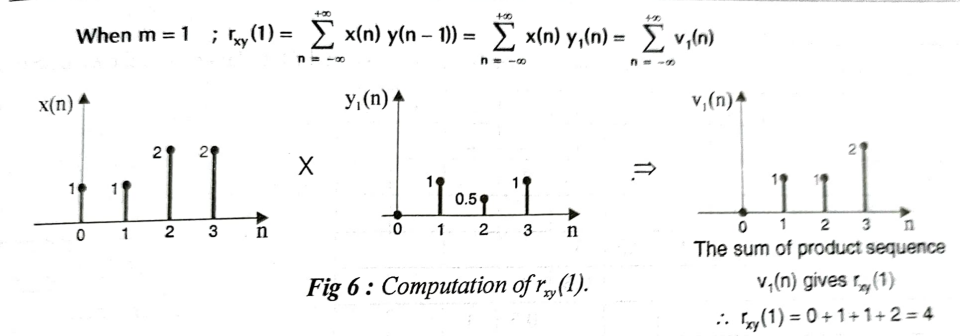 When m = 1 ; rxy(1) = +∞ Σ n = −∞ x(n) y(n − 1)) = +∞ Σ n = −∞ x(n) y1(n) = +∞ Σ n = −∞ v1(n)
x(n) y1(n) v1(n)
1 1 2 2 X 1 0.5 1 ⇒ 1 1 2
0 1 2 3 n 0 1 2 3 n 0 1 2 3 n
The sum of product sequence
Fig 6 : Computation of rxy(1).
v1(n) gives rxy(1)
∴ rxy(1) = 0 + 1 + 1 + 2 = 4